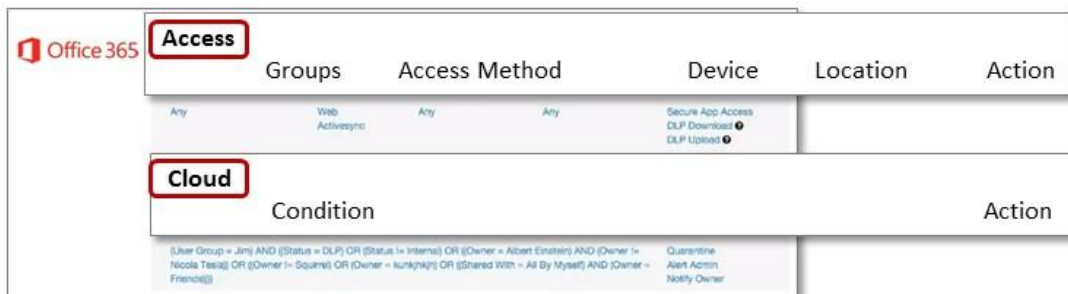 Office 365
Access
Groups Access Method Device Location Action
Any Web Any Any Secure App Access
Activesync DLP Download
DLP Upload
Cloud
Condition Action
(User Group = Jim) AND ((Status = DLP) OR (Status != Internal) OR ((Owner = Albert Einstein) AND (Owner != Quarantine
Nicola Tesla)) OR ((Owner != Squirrel) OR (Owner = OR ((Shared With = All By Myself) AND (Owner = Alert Admin
Friends))) Notify Owner